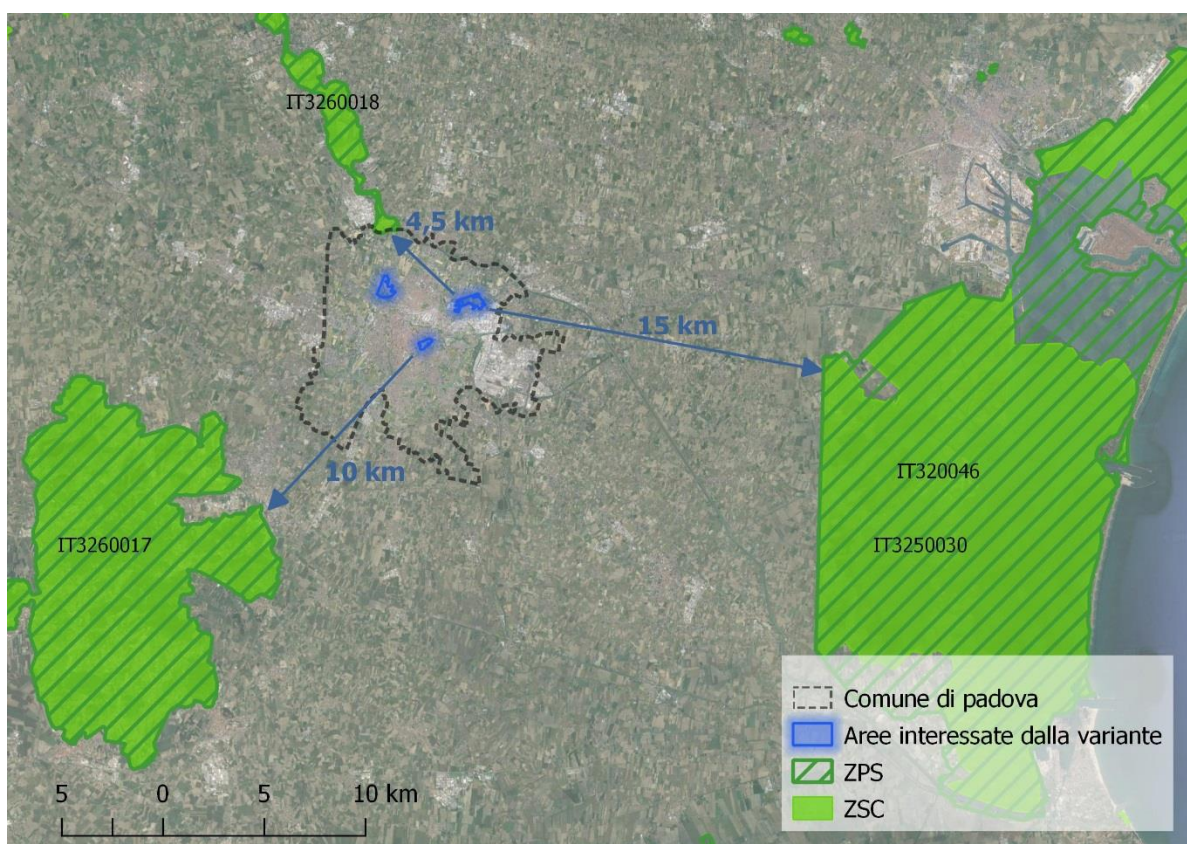 IT3260018
4,5 km
15 km
10 km
IT320046
IT3260017
IT3250030
Comune di padova
Aree interessate dalla variante
ZPS
ZSC
5 0 5 10 km